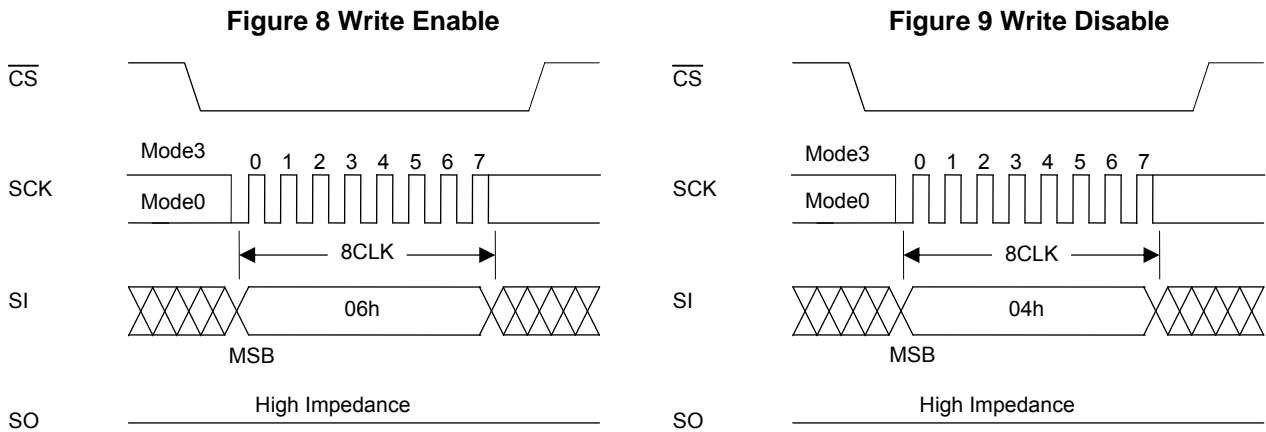 Figure 8 Write Enable
CS
Mode3
0 1 2 3 4 5 6 7
SCK
Mode0
8CLK
SI
06h
MSB
High Impedance
SO
Figure 9 Write Disable
CS
Mode3
0 1 2 3 4 5 6 7
SCK
Mode0
8CLK
SI
04h
MSB
High Impedance
SO